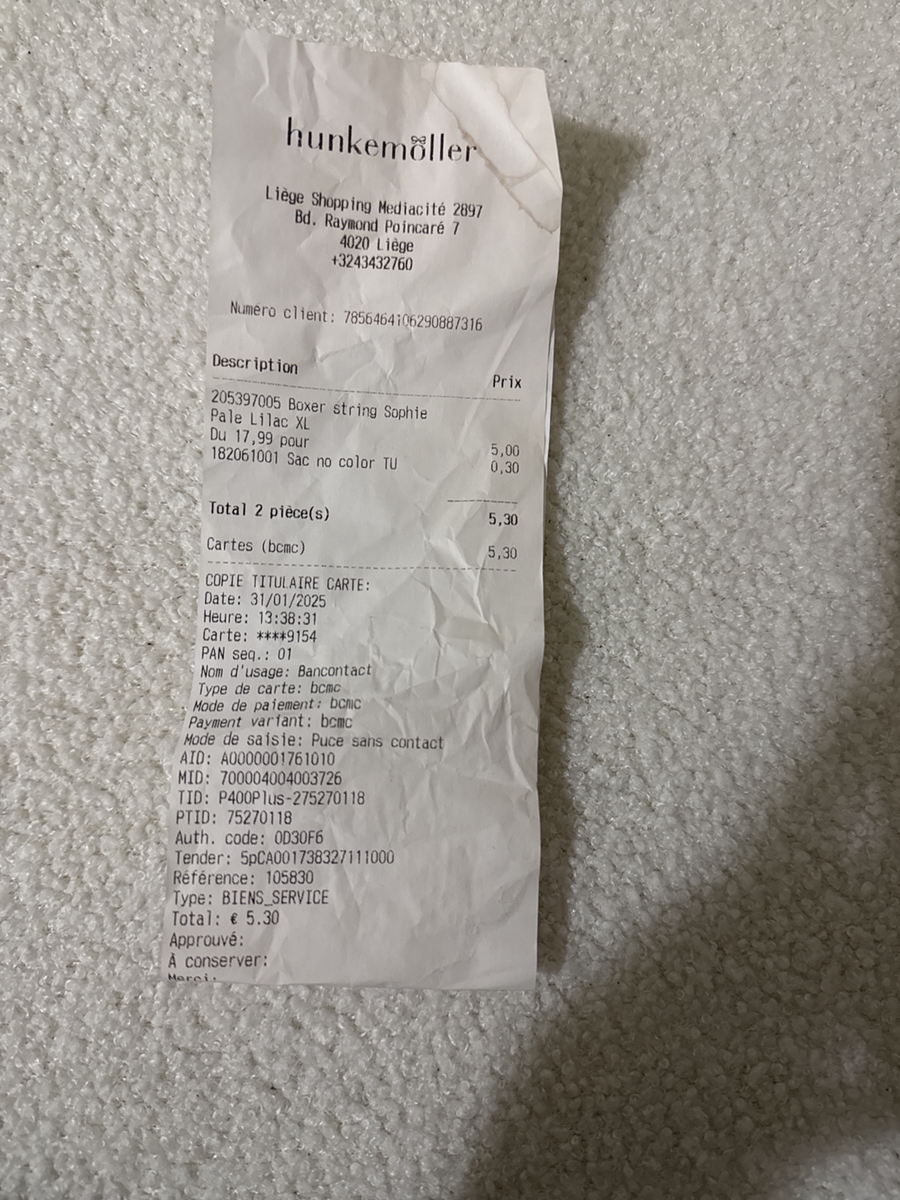 hunkemöller
Liège Shopping Mediacité 2897
Bd. Raymond Poincaré 7
4020 Liège
+3243432760
Numéro client: 7856464106290887316
Description Prix
205397005 Boxer string Sophie
Pale Lilac XL
Du 17,99 pour 5,00
182061001 Sac no color TU 0,30
Total 2 pièce(s) 5,30
Cartes (bcmc) 5,30
COPIE TITULAIRE CARTE:
Date: 31/01/2025
Heure: 13:38:31
Carte: ****9154
PAN seq.: 01
Nom d'usage: Bancontact
Type de carte: bcmc
Mode de paiement: bcmc
Payment variant: bcmc
Mode de saisie: Puce sans contact
AID: A0000001761010
MID: 700004004003726
TID: P400Plus-275270118
PTID: 75270118
Auth. code: 0D30F6
Tender: 5pCA001738327111000
Référence: 105830
Type: BIENS_SERVICE
Total: € 5.30
Approuvé:
À conserver:
Merci: